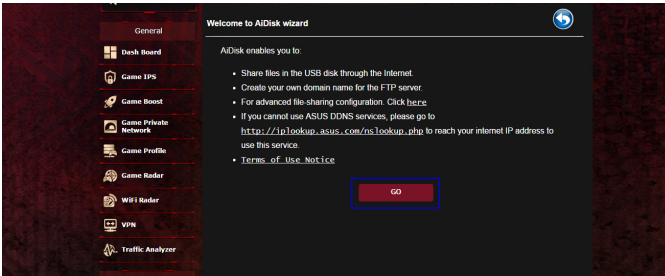 General
Dash Board
Game IPS
Game Boost
Game Private
Network
Game Profile
Game Radar
WiFi Radar
VPN
Traffic Analyzer
Welcome to AiDisk wizard
AiDisk enables you to:
• Share files in the USB disk through the Internet.
• Create your own domain name for the FTP server.
• For advanced file-sharing configuration. Click here
• If you cannot use ASUS DDNS services, please go to
http://iplookup.asus.com/nslookup.php to reach your internet IP address to
use this service.
• Terms of Use Notice
GO